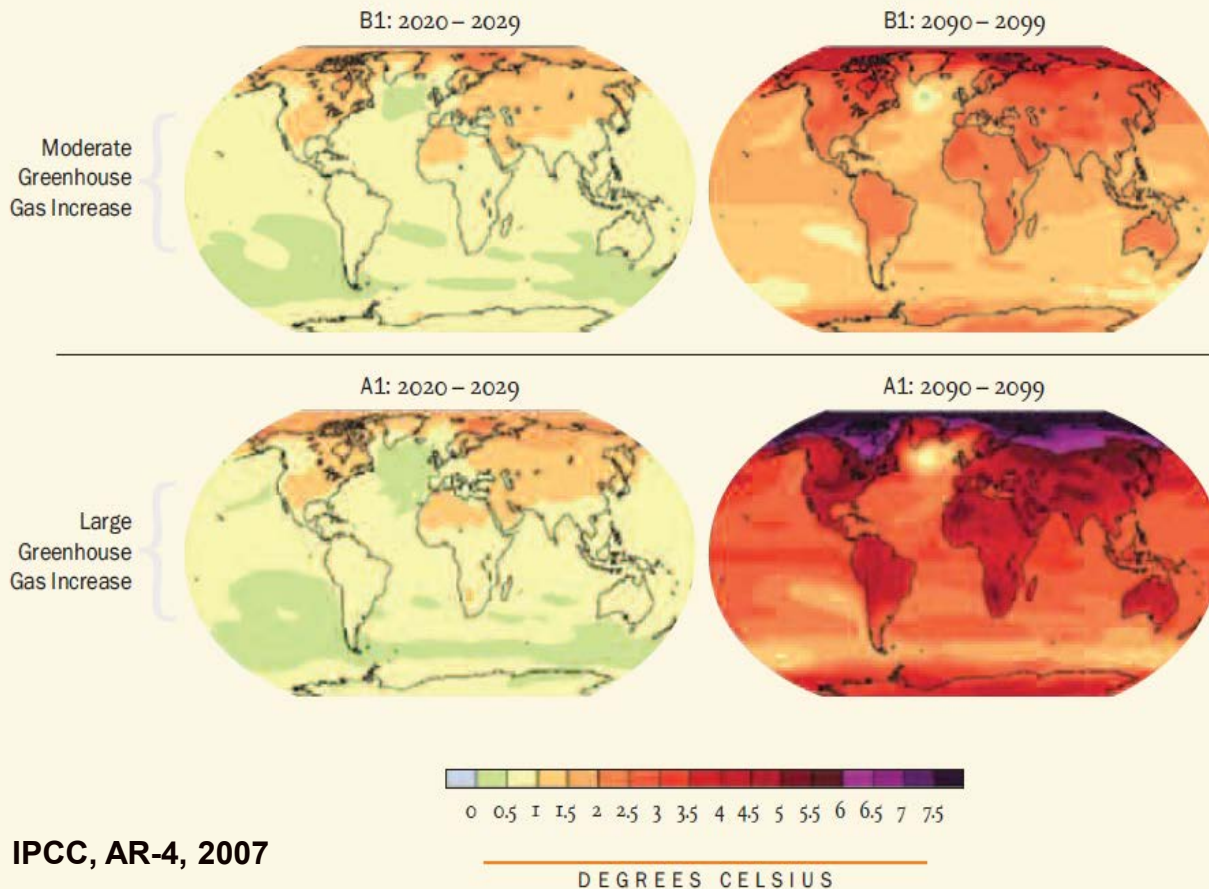 B1: 2020 – 2029
B1: 2090 – 2099
Moderate
Greenhouse
Gas Increase
A1: 2020 – 2029
A1: 2090 – 2099
Large
Greenhouse
Gas Increase
0 0.5 1 1.5 2 2.5 3 3.5 4 4.5 5 5.5 6 6.5 7 7.5
IPCC, AR-4, 2007
DEGREES CELSIUS